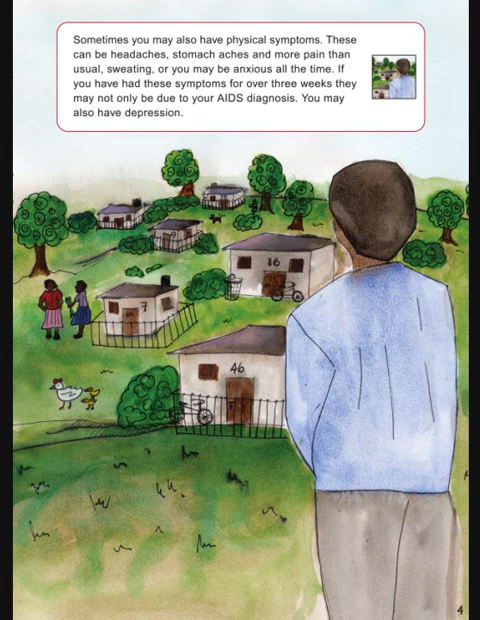 Sometimes you may also have physical symptoms. These
can be headaches, stomach aches and more pain than
usual, sweating, or you may be anxious all the time. If
you have had these symptoms for over three weeks they
may not only be due to your AIDS diagnosis. You may
also have depression.
16
7
46
4